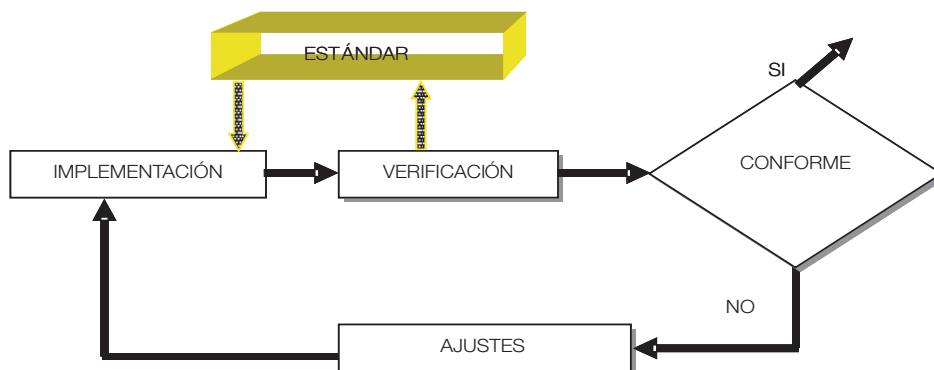 ESTÁNDAR
SI
IMPLEMENTACIÓN
VERIFICACIÓN
CONFORME
NO
AJUSTES